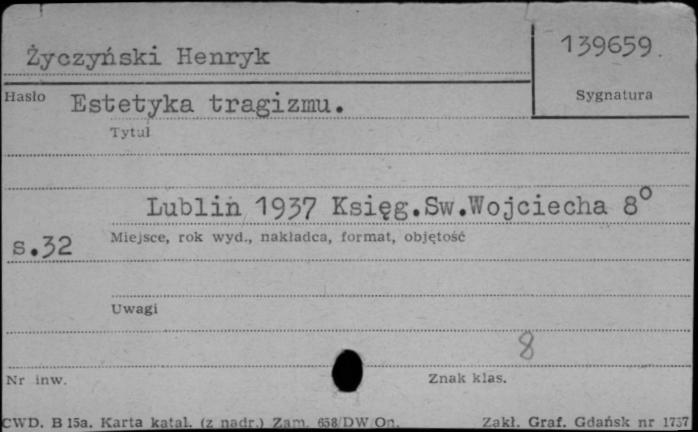 Życzyński Henryk
139659.
Hasło
Estetyka tragizmu.
Sygnatura
Tytuł
Lublin 1937 Księg.Sw.Wojciecha 8°
s.32
Miejsce, rok wyd., nakładca, format, objętość
Uwagi
8
Nr inw.
Znak klas.
CWD. B 15a. Karta katal. (z nadr.) Zam. 658/DW On. Zakł. Graf. Gdańsk nr 1737